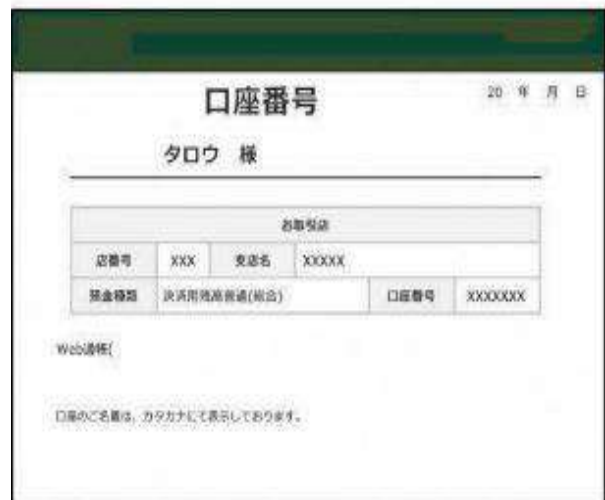 口座番号
20 年 月 日
タロウ 様
お取引店
店番号 XXX 支店名 XXXXX
預金種類 決済用預金普通(総合) 口座番号 XXXXXXX
Web通帳(
口座のご名義は、カタカナにて表示しております。